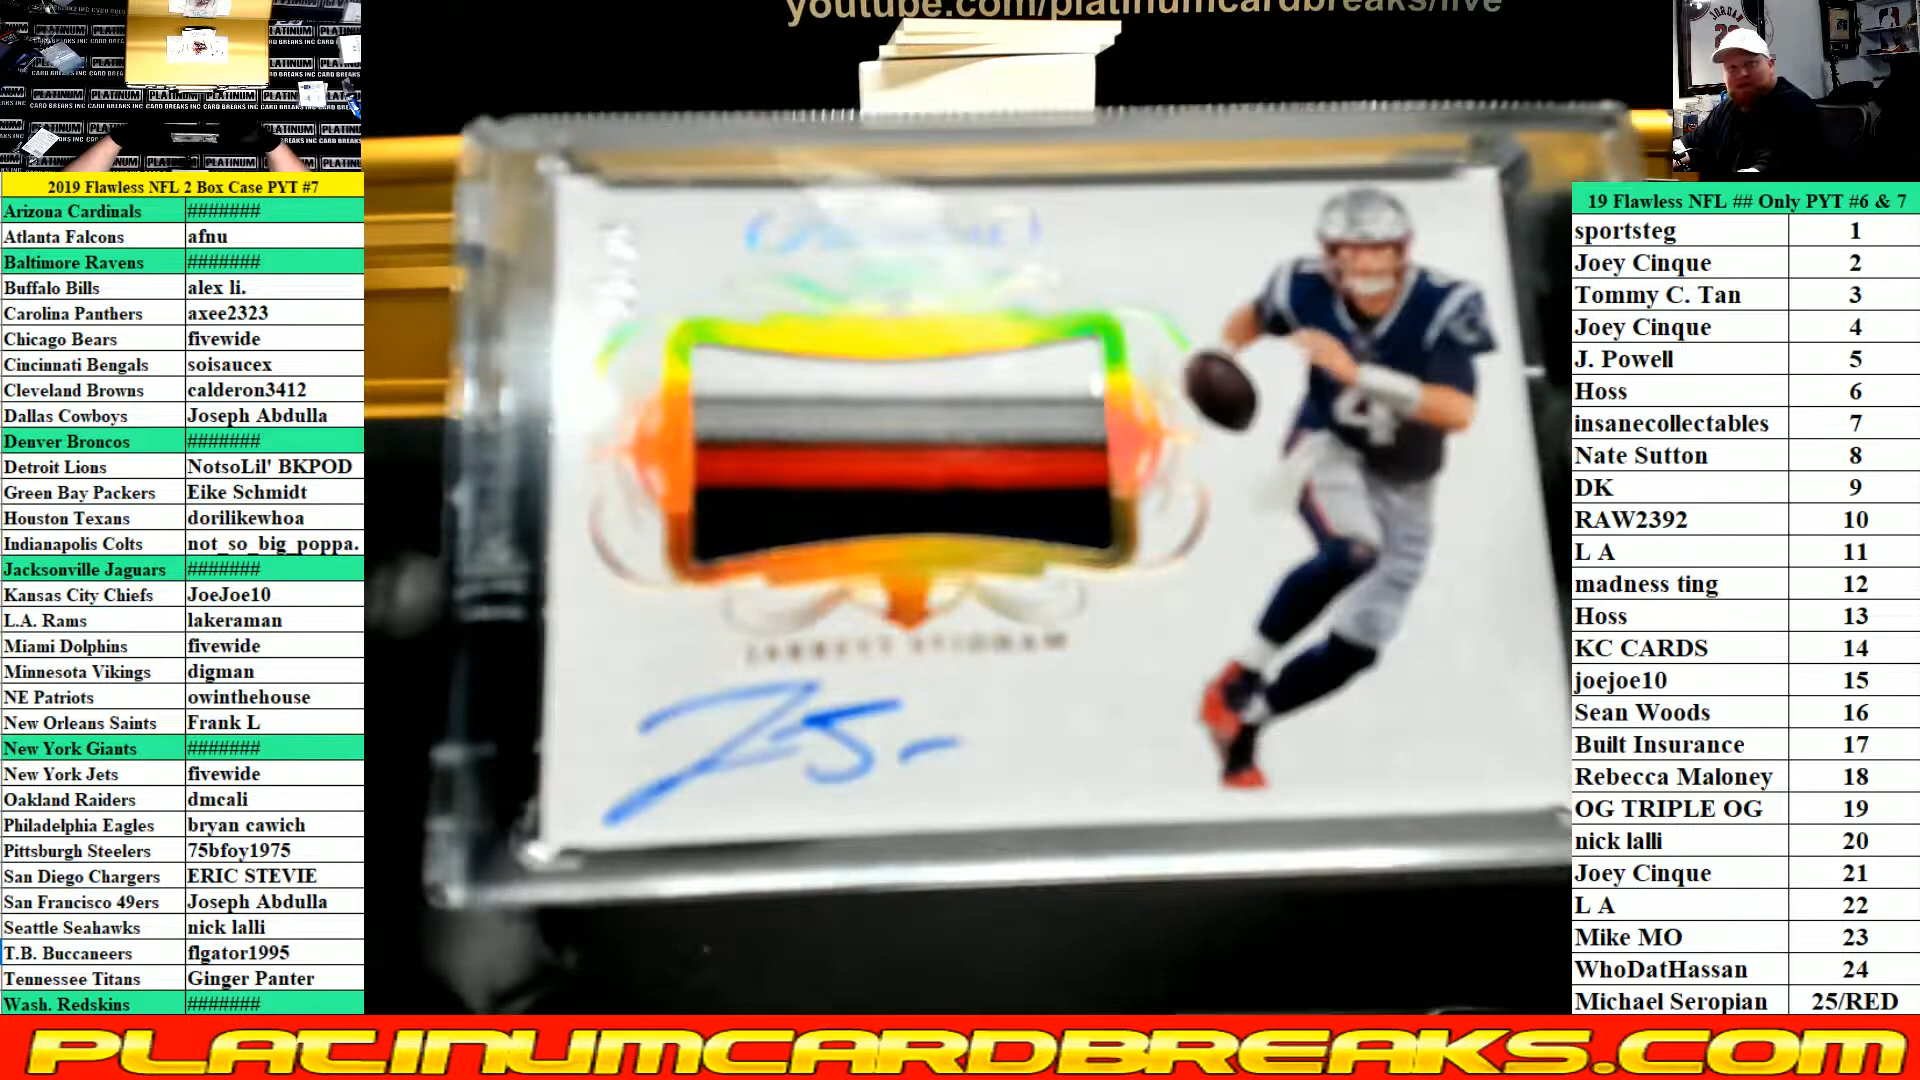 youtube.com/platinumcardbreaks/live
2019 Flawless NFL 2 Box Case PYT #7
Arizona Cardinals #######
Atlanta Falcons afnu
Baltimore Ravens #######
Buffalo Bills alex li.
Carolina Panthers axee2323
Chicago Bears fivewide
Cincinnati Bengals soisaucex
Cleveland Browns calderon3412
Dallas Cowboys Joseph Abdulla
Denver Broncos #######
Detroit Lions NotsoLil' BKPOD
Green Bay Packers Eike Schmidt
Houston Texans dorilikewhoa
Indianapolis Colts not_so_big_poppa.
Jacksonville Jaguars #######
Kansas City Chiefs JoeJoe10
L.A. Rams lakeraman
Miami Dolphins fivewide
Minnesota Vikings digman
NE Patriots owinthehouse
New Orleans Saints Frank L
New York Giants #######
New York Jets fivewide
Oakland Raiders dmcali
Philadelphia Eagles bryan cawich
Pittsburgh Steelers 75bfoy1975
San Diego Chargers ERIC STEVIE
San Francisco 49ers Joseph Abdulla
Seattle Seahawks nick lalli
T.B. Buccaneers flgator1995
Tennessee Titans Ginger Panter
Wash. Redskins #######
4
JARRETT STIDHAM
19 Flawless NFL ## Only PYT #6 & 7
sportsteg 1
Joey Cinque 2
Tommy C. Tan 3
Joey Cinque 4
J. Powell 5
Hoss 6
insanecollectables 7
Nate Sutton 8
DK 9
RAW2392 10
L A 11
madness ting 12
Hoss 13
KC CARDS 14
joejoe10 15
Sean Woods 16
Built Insurance 17
Rebecca Maloney 18
OG TRIPLE OG 19
nick lalli 20
Joey Cinque 21
L A 22
Mike MO 23
WhoDatHassan 24
Michael Seropian 25/RED
PLATINUMCARDBREAKS.COM